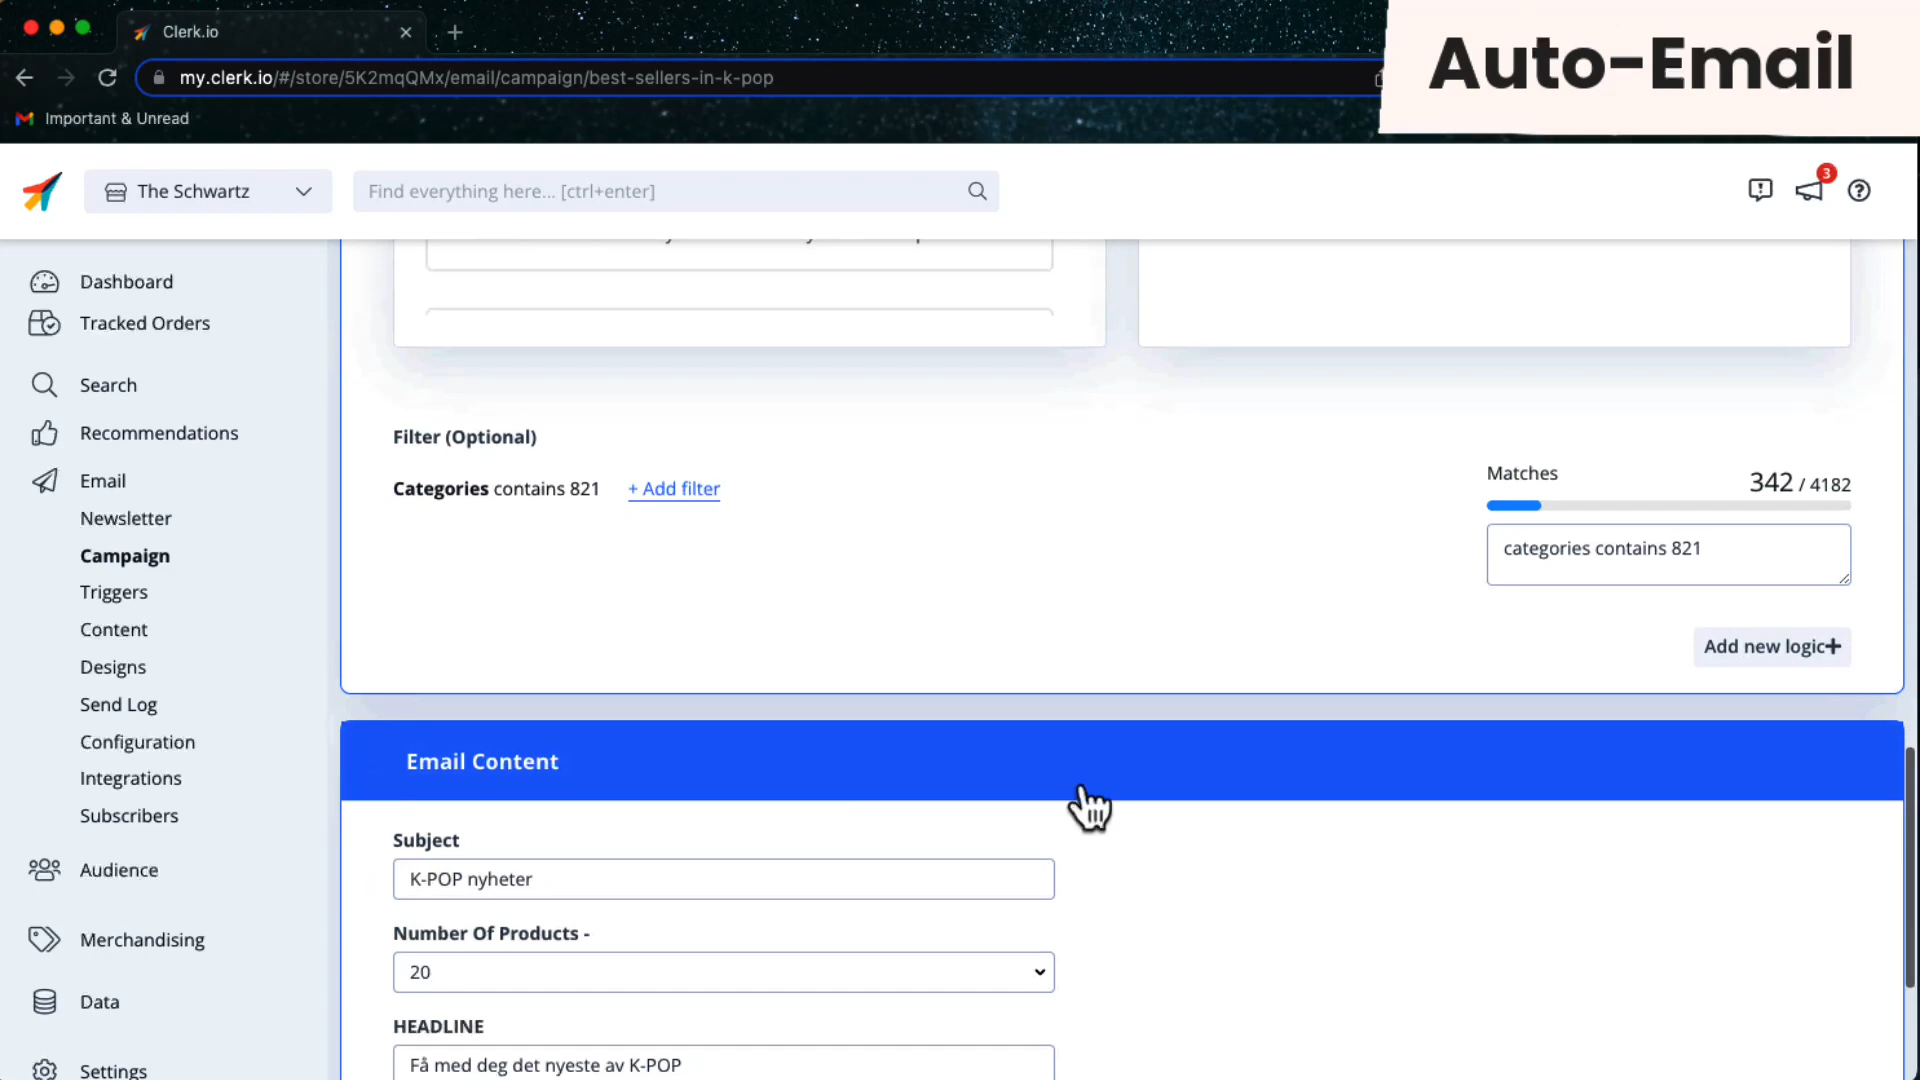 Clerk.io
Auto-Email
my.clerk.io/#/store/5K2mqQMx/email/campaign/best-sellers-in-k-pop
Important & Unread
The Schwartz
Find everything here... [ctrl+enter]
3
Dashboard
Tracked Orders
Search
Recommendations
Email
Newsletter
Campaign
Triggers
Content
Designs
Send Log
Configuration
Integrations
Subscribers
Audience
Merchandising
Data
Settings
Filter (Optional)
Categories contains 821
+ Add filter
Matches
342 / 4182
categories contains 821
Add new logic+
Email Content
Subject
K-POP nyheter
Number Of Products -
20
HEADLINE
Få med deg det nyeste av K-POP